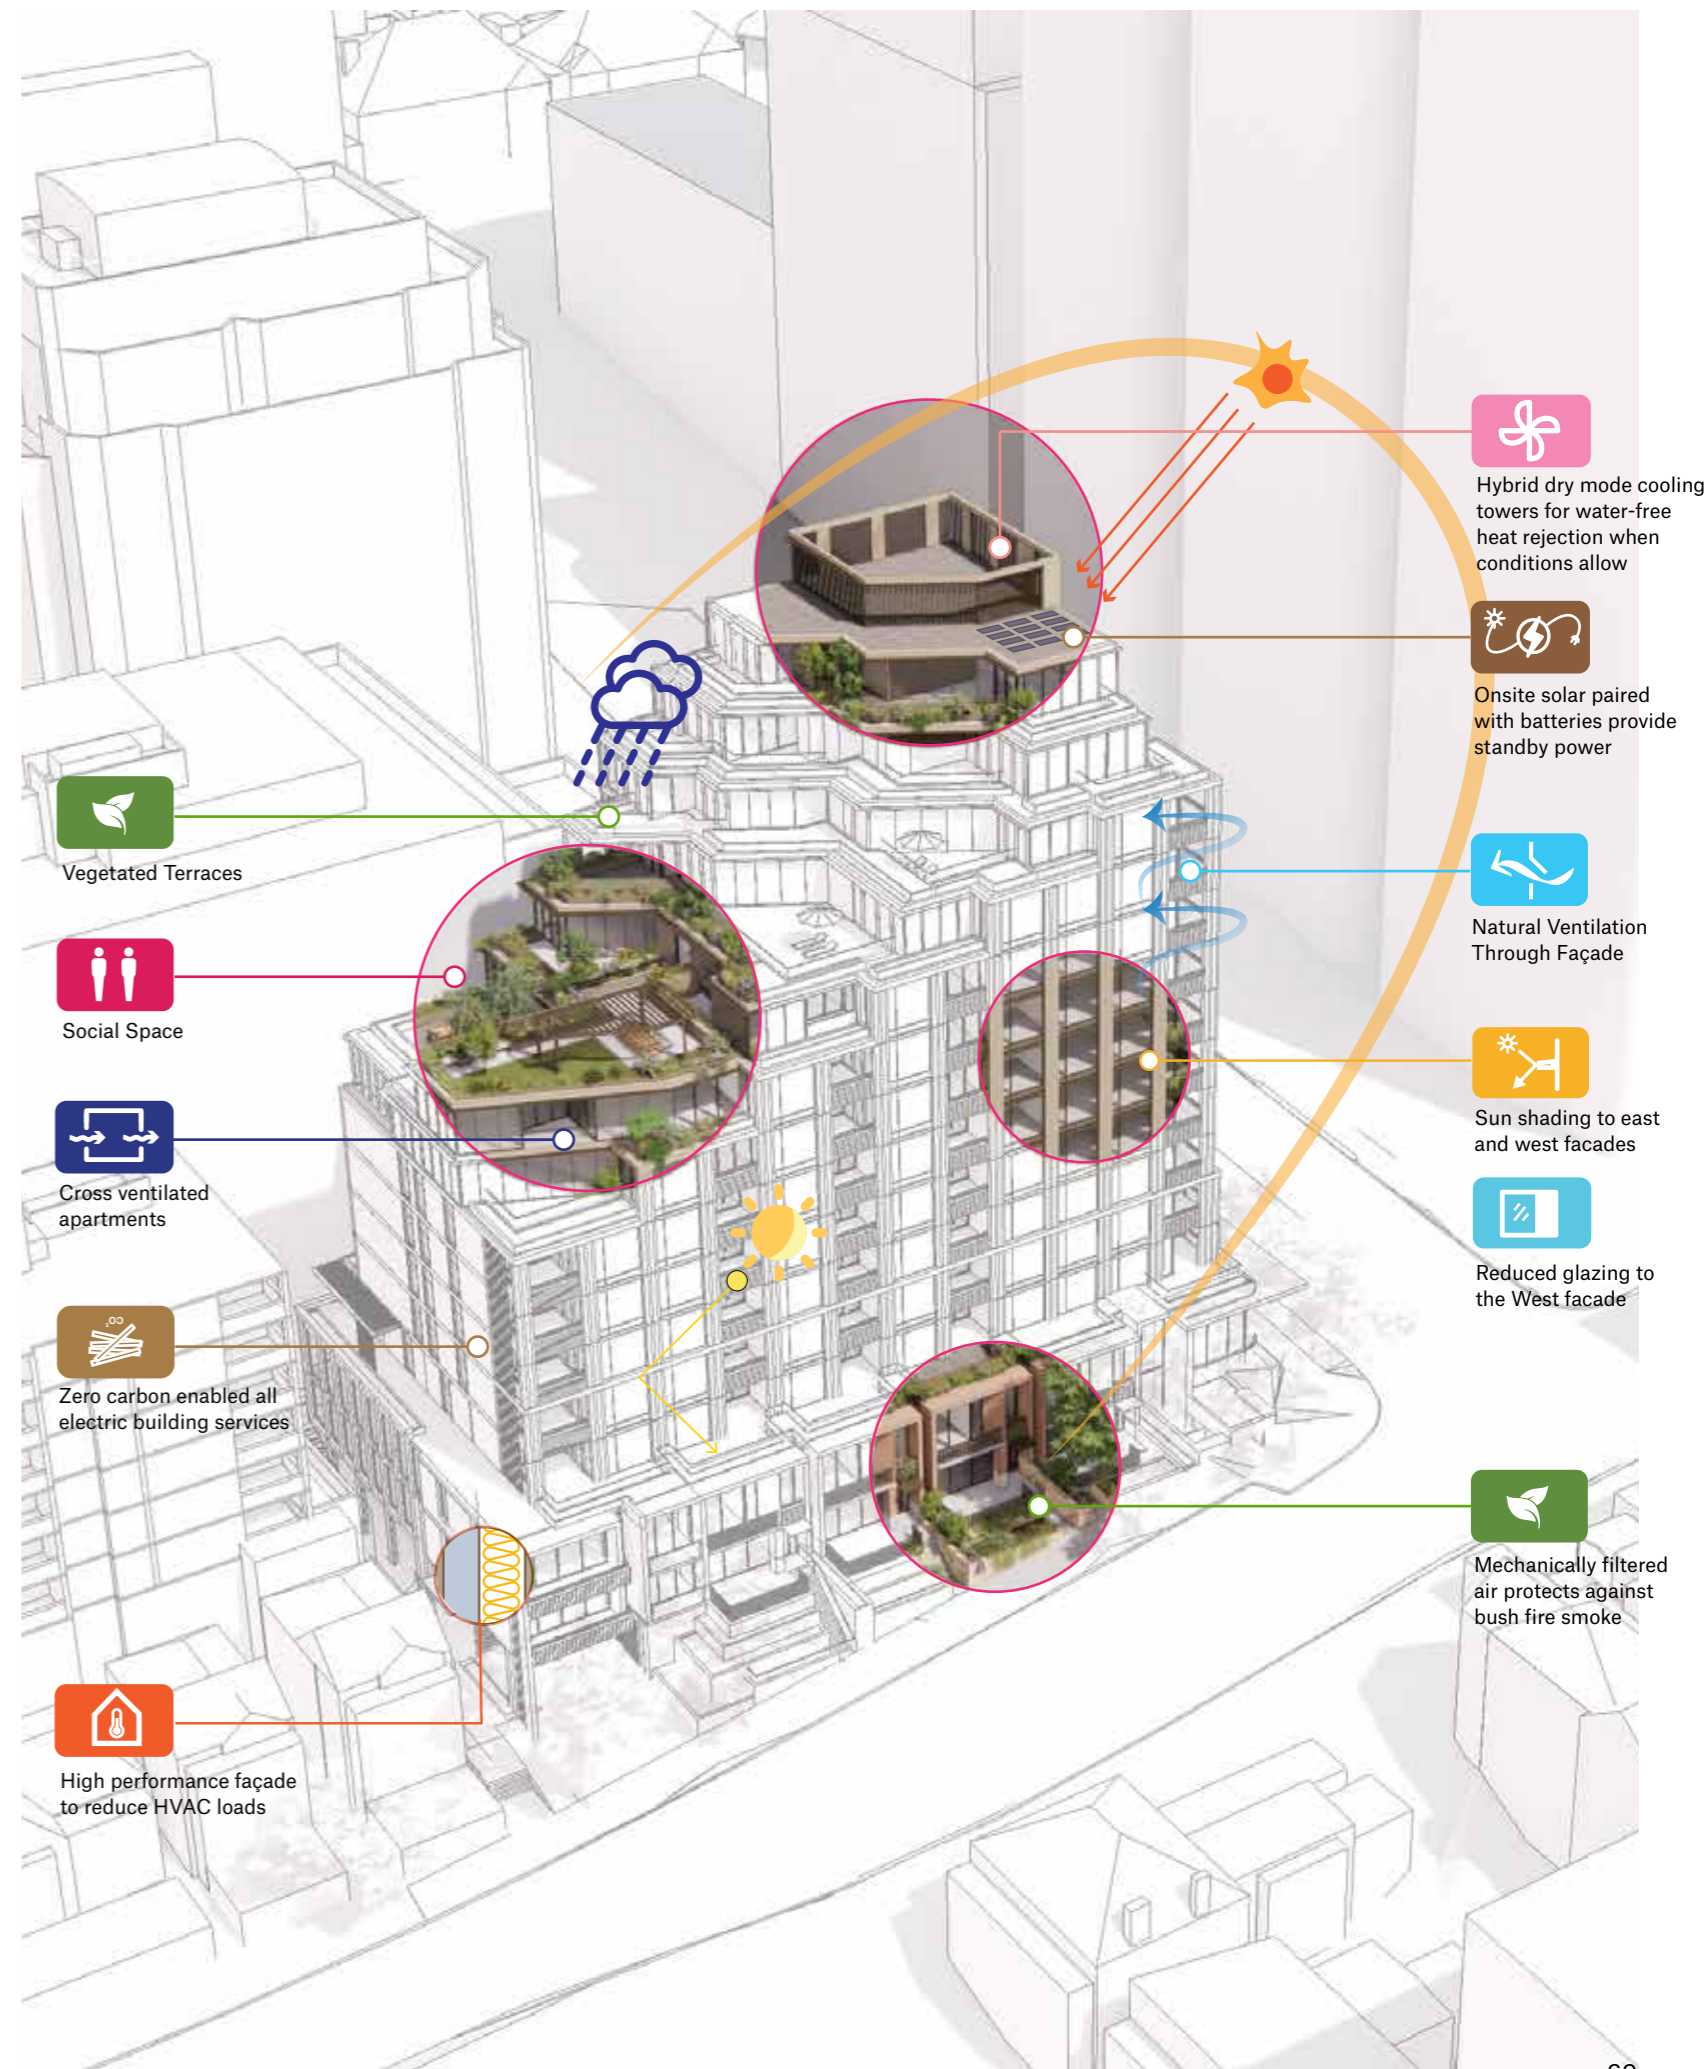 Vegetated Terraces
Social Space
Cross ventilated
apartments
CO²
Zero carbon enabled all
electric building services
High performance façade
to reduce HVAC loads
Hybrid dry mode cooling
towers for water-free
heat rejection when
conditions allow
Onsite solar paired
with batteries provide
standby power
Natural Ventilation
Through Façade
Sun shading to east
and west facades
Reduced glazing to
the West facade
Mechanically filtered
air protects against
bush fire smoke